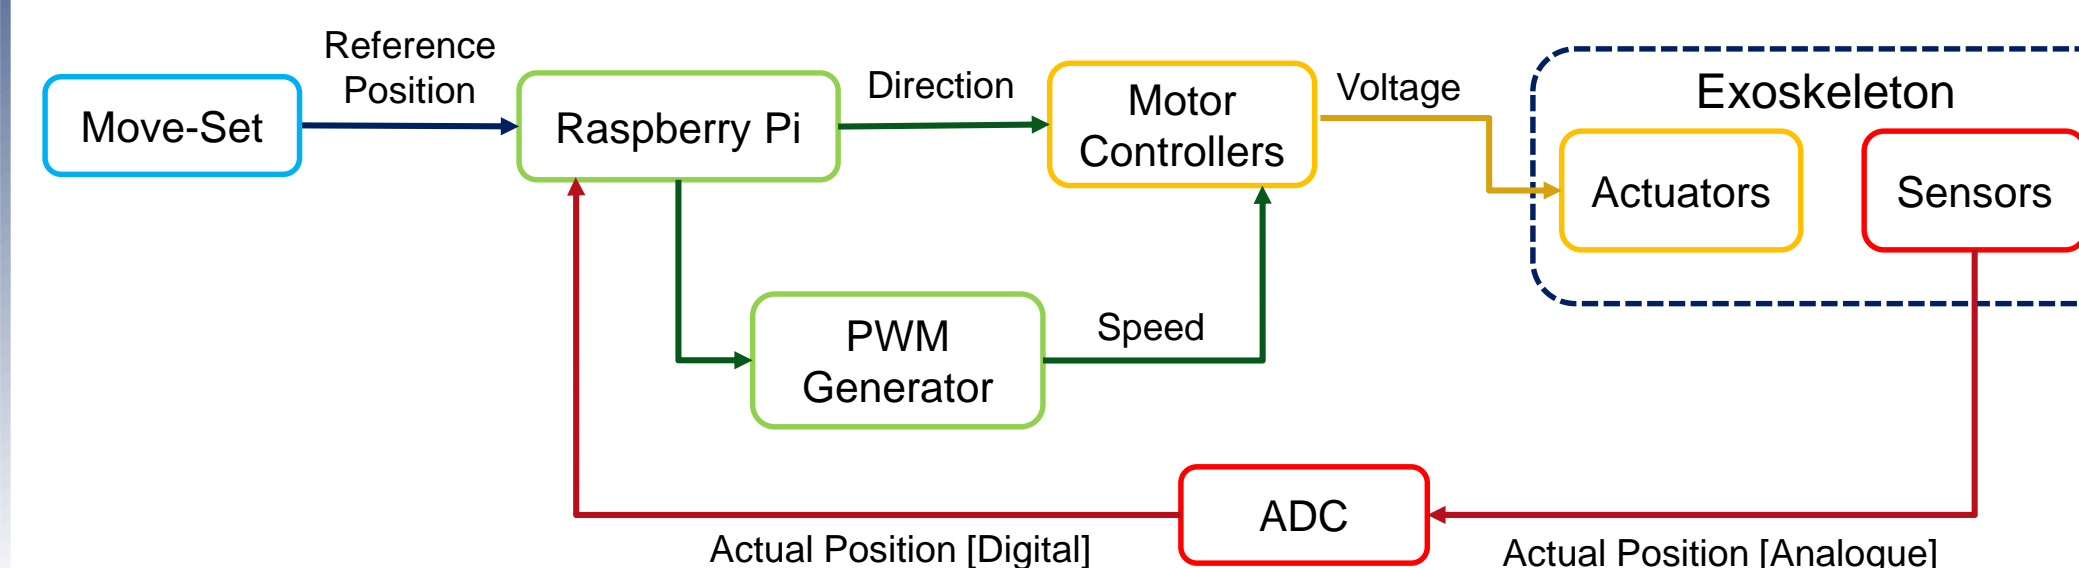 Reference
Position
Move-Set
Raspberry Pi
Direction
Motor
Controllers
Voltage
Exoskeleton
Actuators
Sensors
PWM
Generator
Speed
ADC
Actual Position [Digital]
Actual Position [Analogue]